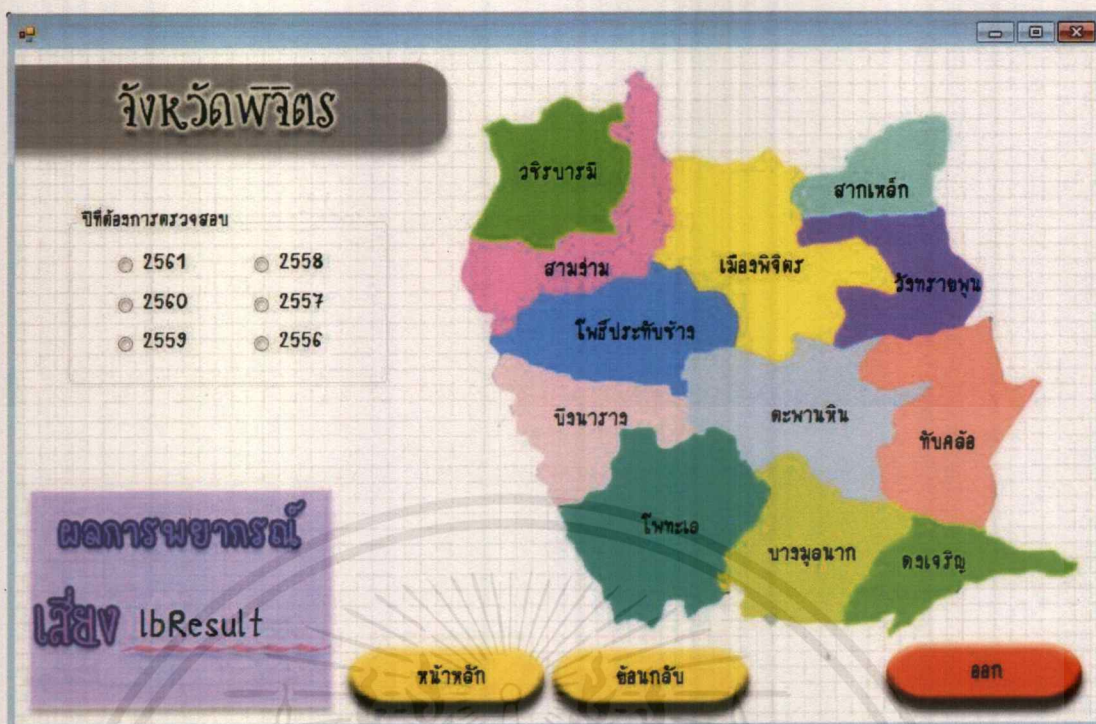 จังหวัดพิจิตร
ปีที่ต้องการตรวจสอบ
2561 2558
2560 2557
2559 2556
วชิรบารมี
สากเหล็ก
สามง่าม
เมืองพิจิตร
วังทรายพูน
โพธิ์ประทับช้าง
บึงนาราง
ตะพานหิน
ทับคล้อ
โพทะเล
บางมูลนาก
ดงเจริญ
ผลการพยากรณ์
เสี่ยง lbResult
หน้าหลัก
ย้อนกลับ
ออก